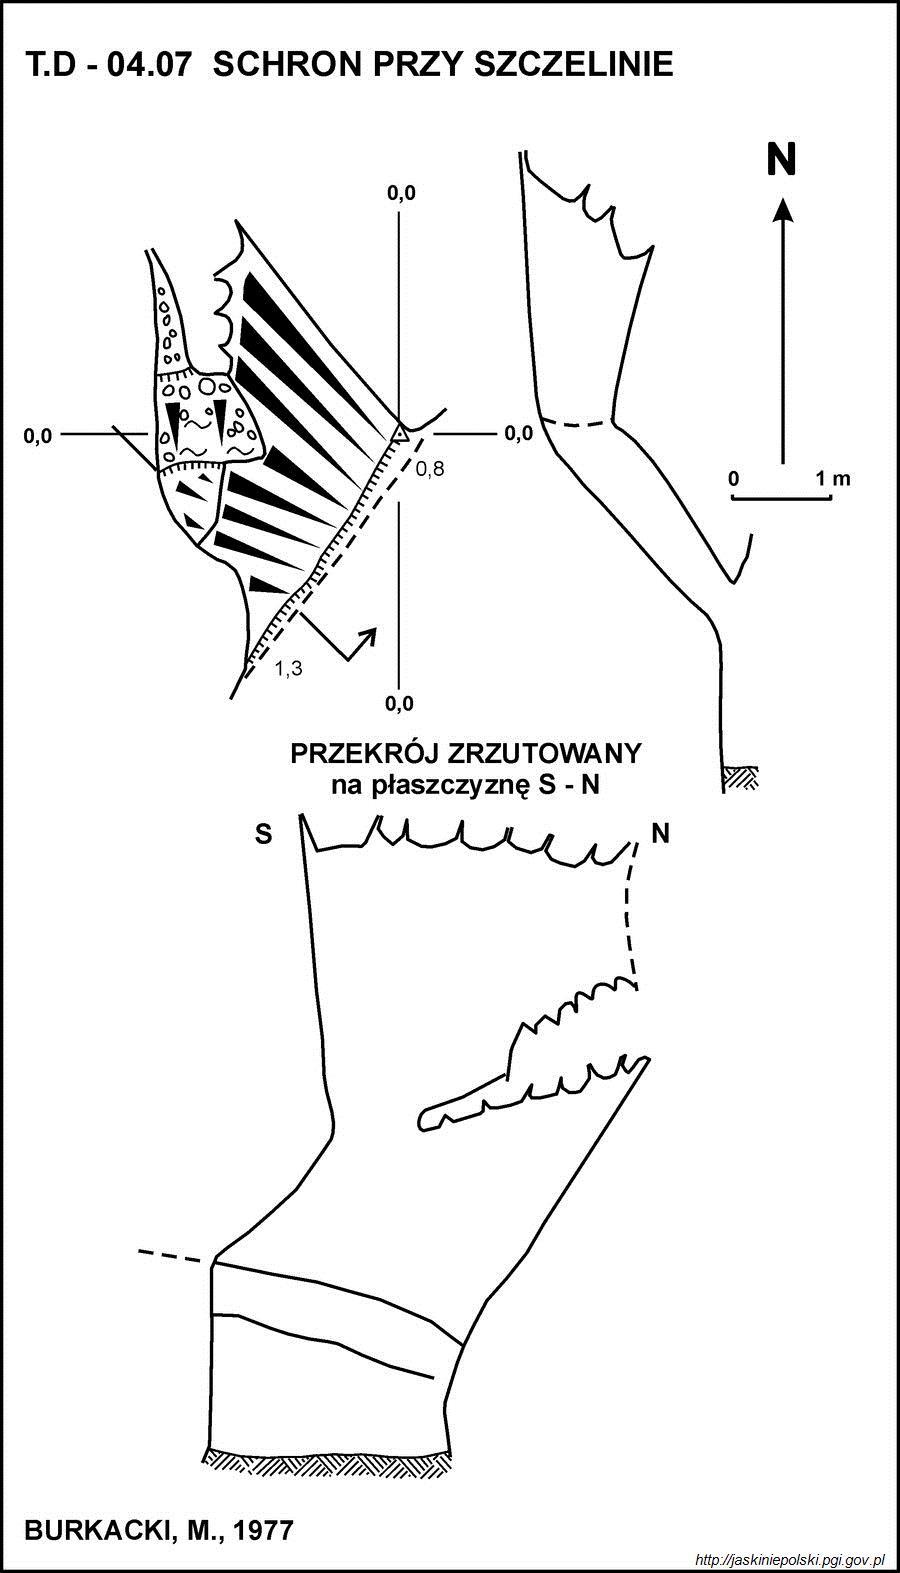 T.D - 04.07 SCHRON PRZY SZCZELINIE
N
0,0
0,0
0,0
0,8
0 1 m
1,3
0,0
PRZEKRÓJ ZRZUTOWANY
na płaszczyznę S - N
S N
BURKACKI, M., 1977
http://jaskiniepolski.pgi.gov.pl